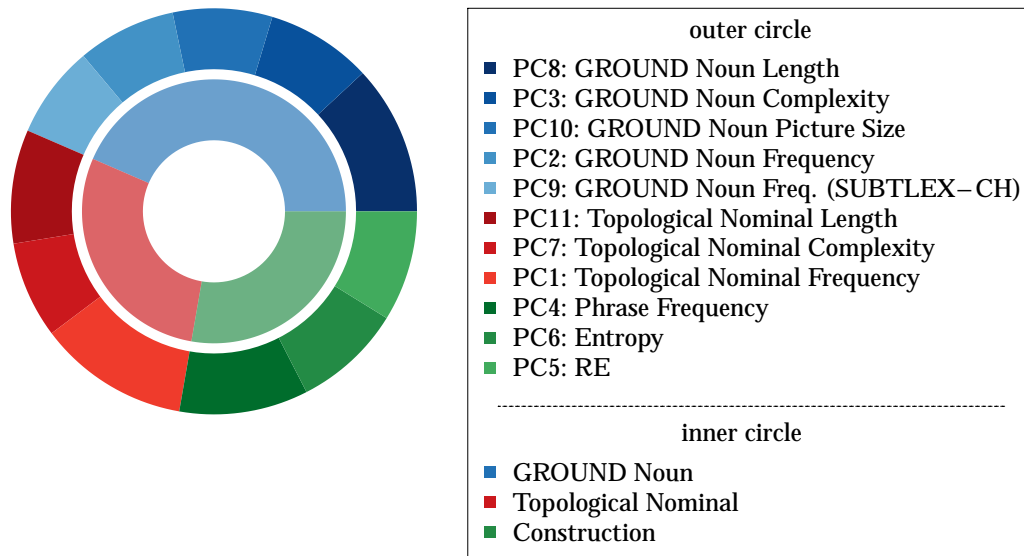 outer circle
PC8: GROUND Noun Length
PC3: GROUND Noun Complexity
PC10: GROUND Noun Picture Size
PC2: GROUND Noun Frequency
PC9: GROUND Noun Freq. (SUBTLEX−CH)
PC11: Topological Nominal Length
PC7: Topological Nominal Complexity
PC1: Topological Nominal Frequency
PC4: Phrase Frequency
PC6: Entropy
PC5: RE
inner circle
GROUND Noun
Topological Nominal
Construction